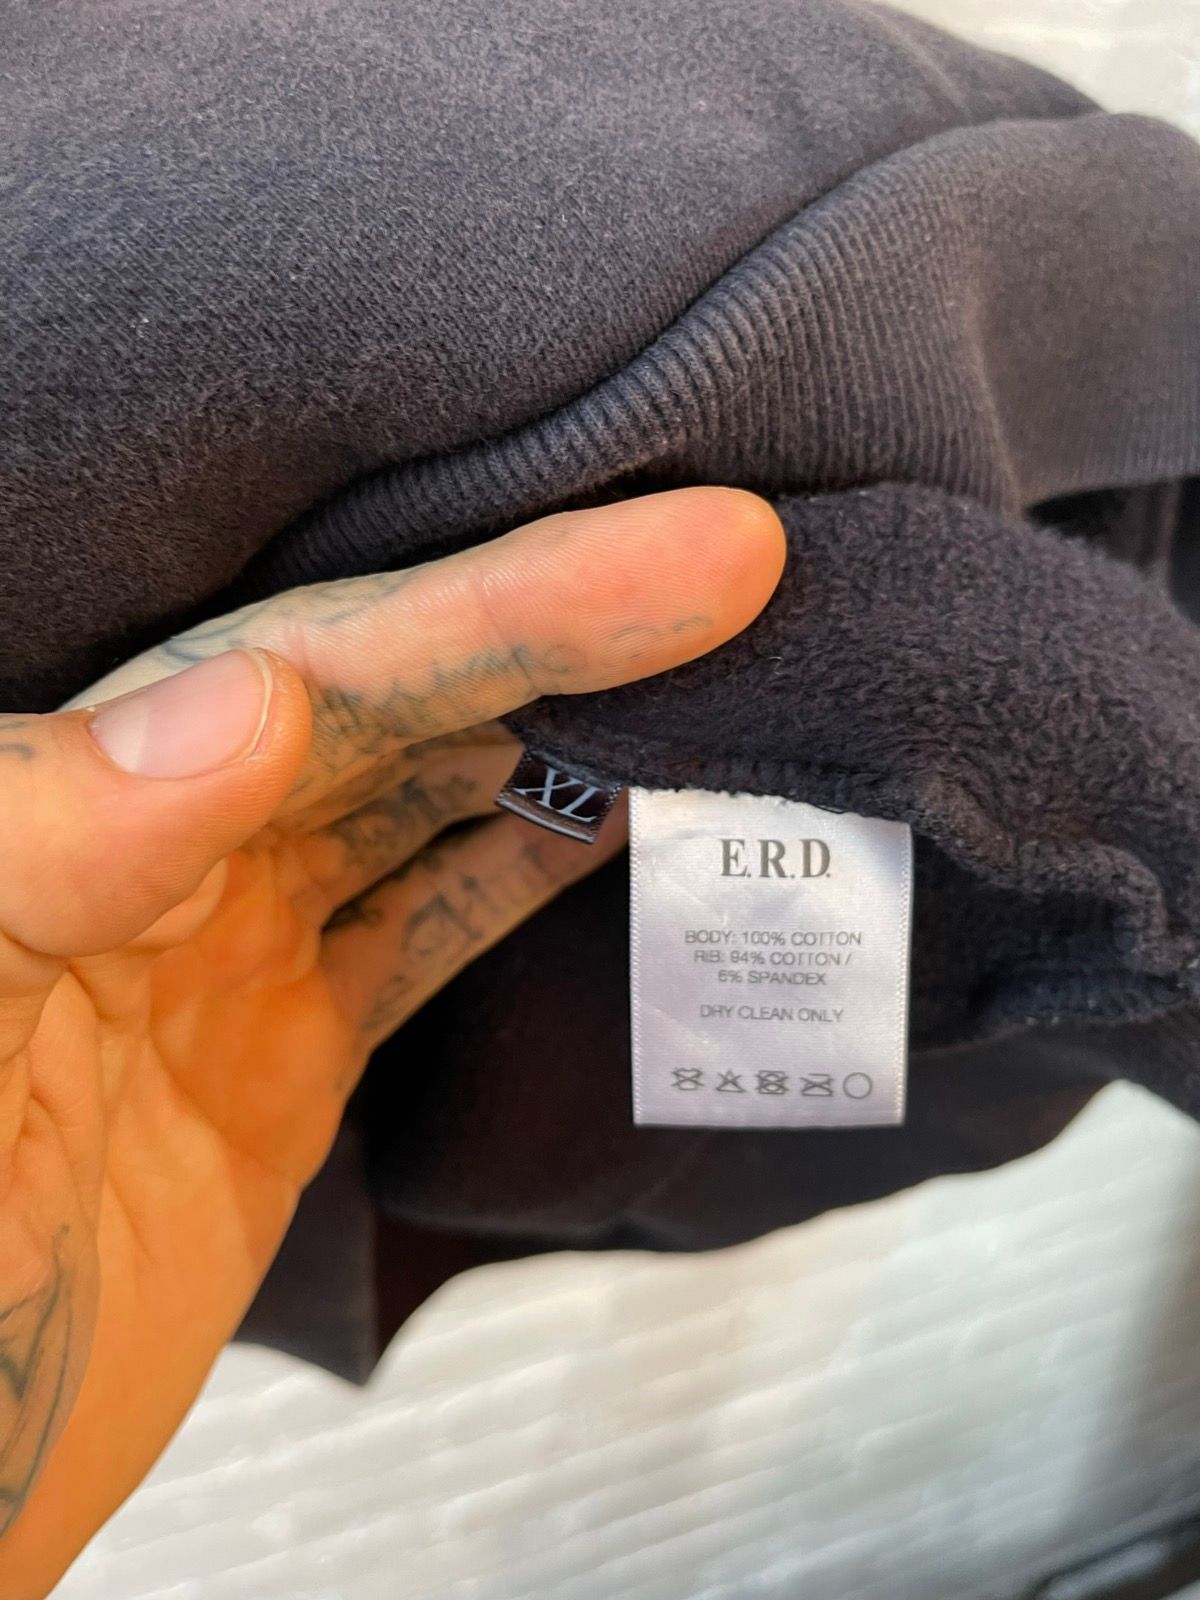 XL
E.R.D.
BODY: 100% COTTON
RIB: 94% COTTON /
6% SPANDEX
DRY CLEAN ONLY